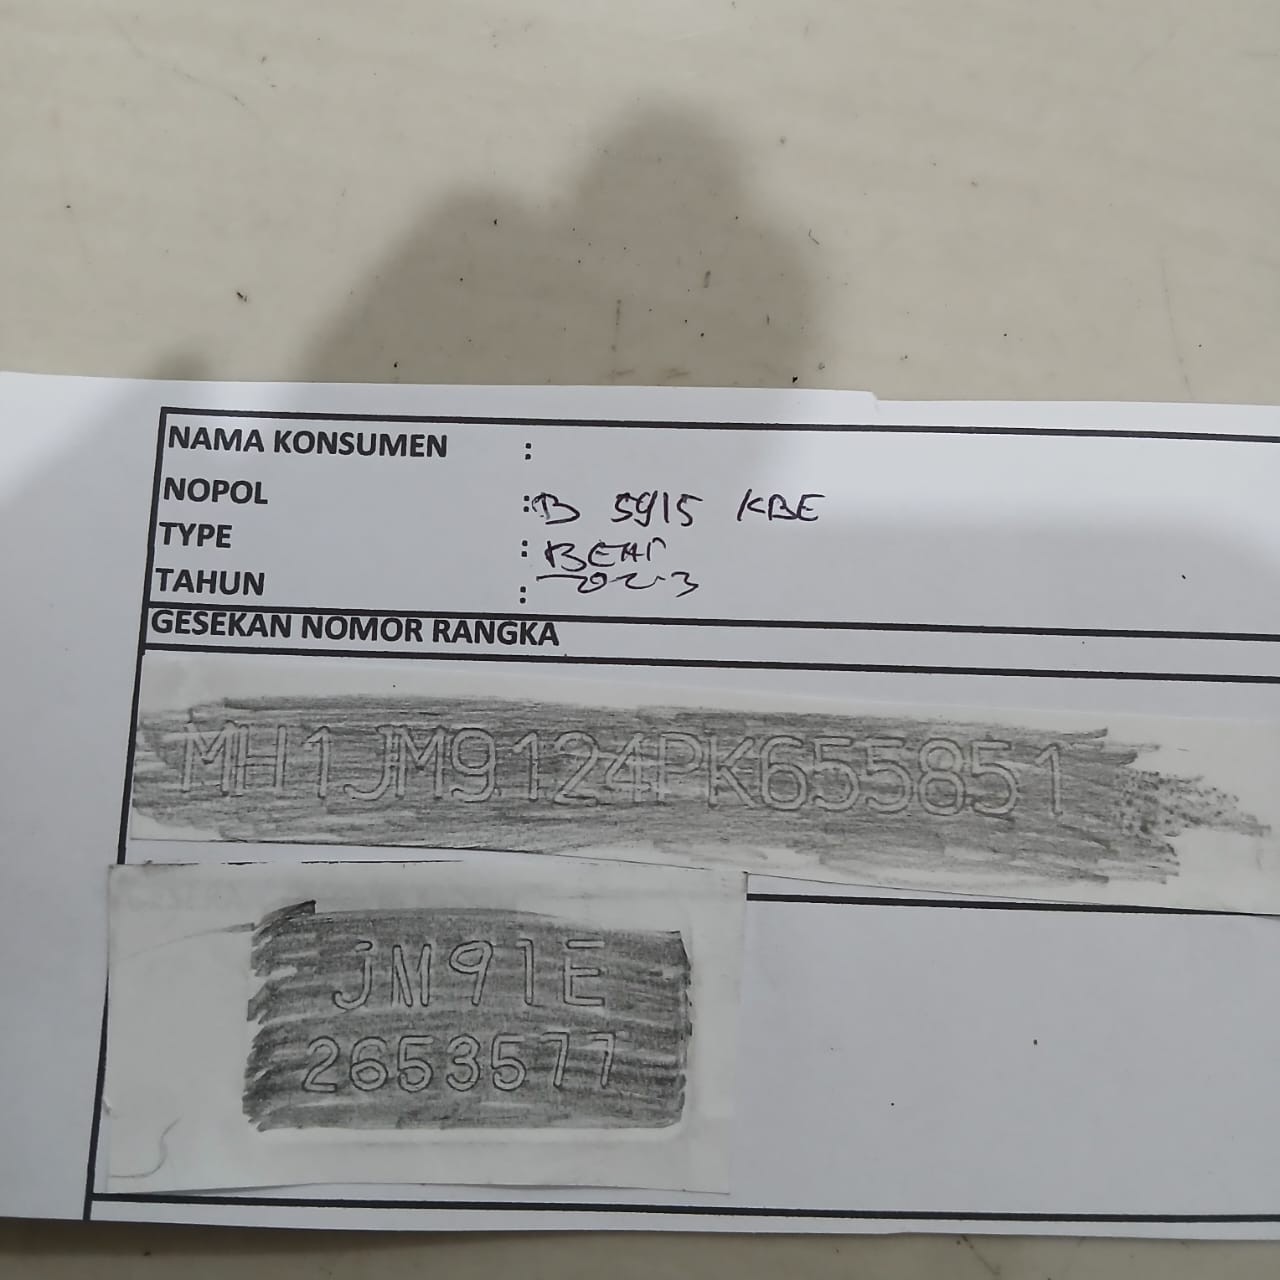 NAMA KONSUMEN :
NOPOL : B 5915 KBE
TYPE : BEAT
TAHUN : 2023
GESEKAN NOMOR RANGKA
MH1JM9124PK655851
JM91E
2653577